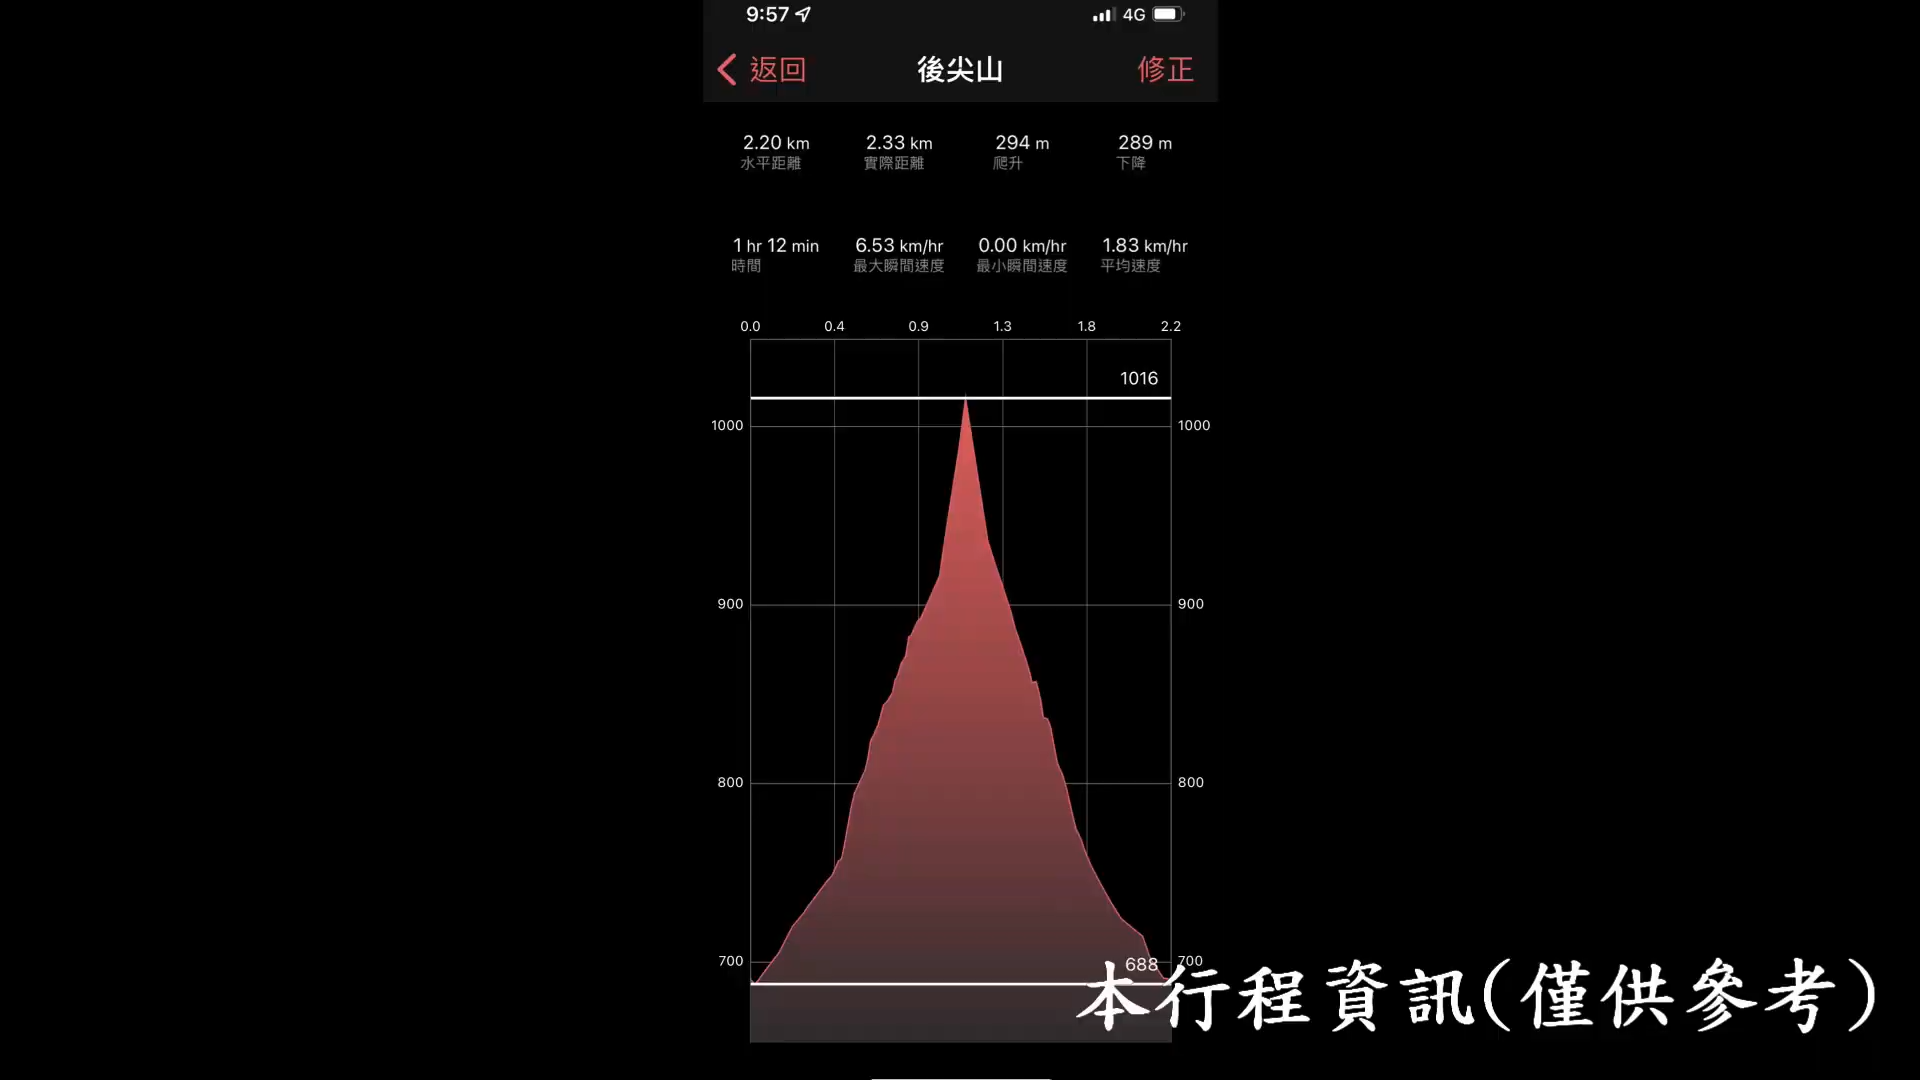 9:57 4G
返回 後尖山 修正
2.20 km 2.33 km 294 m 289 m
水平距離 實際距離 爬升 下降
1 hr 12 min 6.53 km/hr 0.00 km/hr 1.83 km/hr
時間 最大瞬間速度 最小瞬間速度 平均速度
0.0 0.4 0.9 1.3 1.8 2.2
1016
1000 1000
900 900
800 800
700 688 700
本行程資訊(僅供參考)